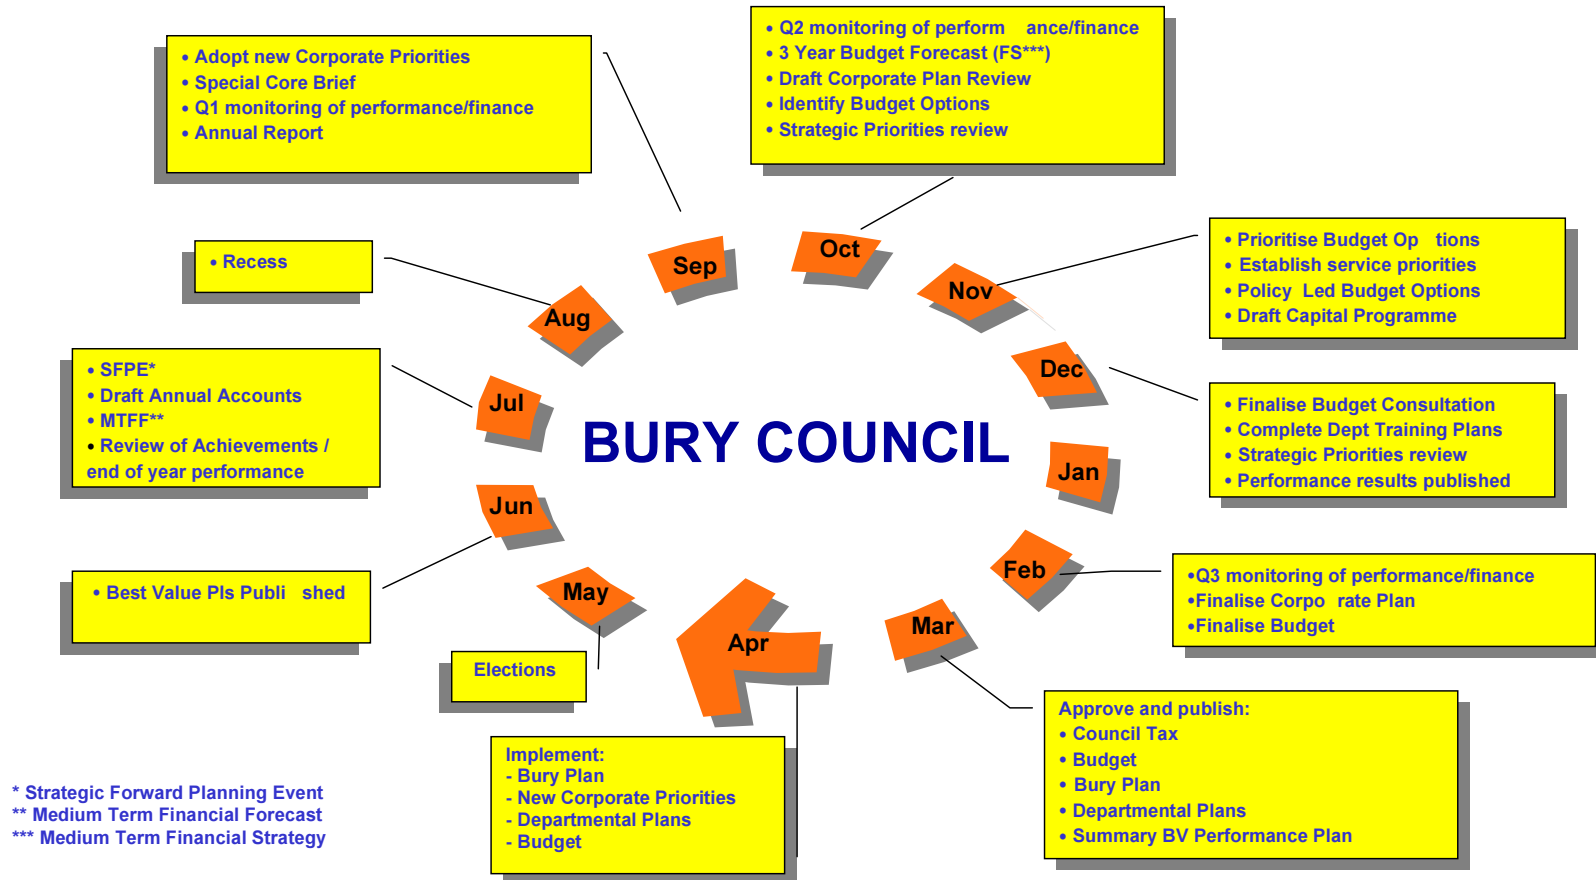 • Adopt new Corporate Priorities
• Special Core Brief
• Q1 monitoring of performance/finance
• Annual Report
• Q2 monitoring of perform ance/finance
• 3 Year Budget Forecast (FS***)
• Draft Corporate Plan Review
• Identify Budget Options
• Strategic Priorities review
• Recess
Sep
Oct
Nov
• Prioritise Budget Op tions
• Establish service priorities
• Policy Led Budget Options
• Draft Capital Programme
Aug
Dec
• SFPE*
• Draft Annual Accounts
• MTFF**
• Review of Achievements /
end of year performance
Jul
BURY COUNCIL
Jan
• Finalise Budget Consultation
• Complete Dept Training Plans
• Strategic Priorities review
• Performance results published
Jun
Feb
• Best Value PIs Publi shed
May
Apr
Mar
•Q3 monitoring of performance/finance
•Finalise Corpo rate Plan
•Finalise Budget
Elections
Implement:
- Bury Plan
- New Corporate Priorities
- Departmental Plans
- Budget
Approve and publish:
• Council Tax
• Budget
• Bury Plan
• Departmental Plans
• Summary BV Performance Plan
* Strategic Forward Planning Event
** Medium Term Financial Forecast
*** Medium Term Financial Strategy